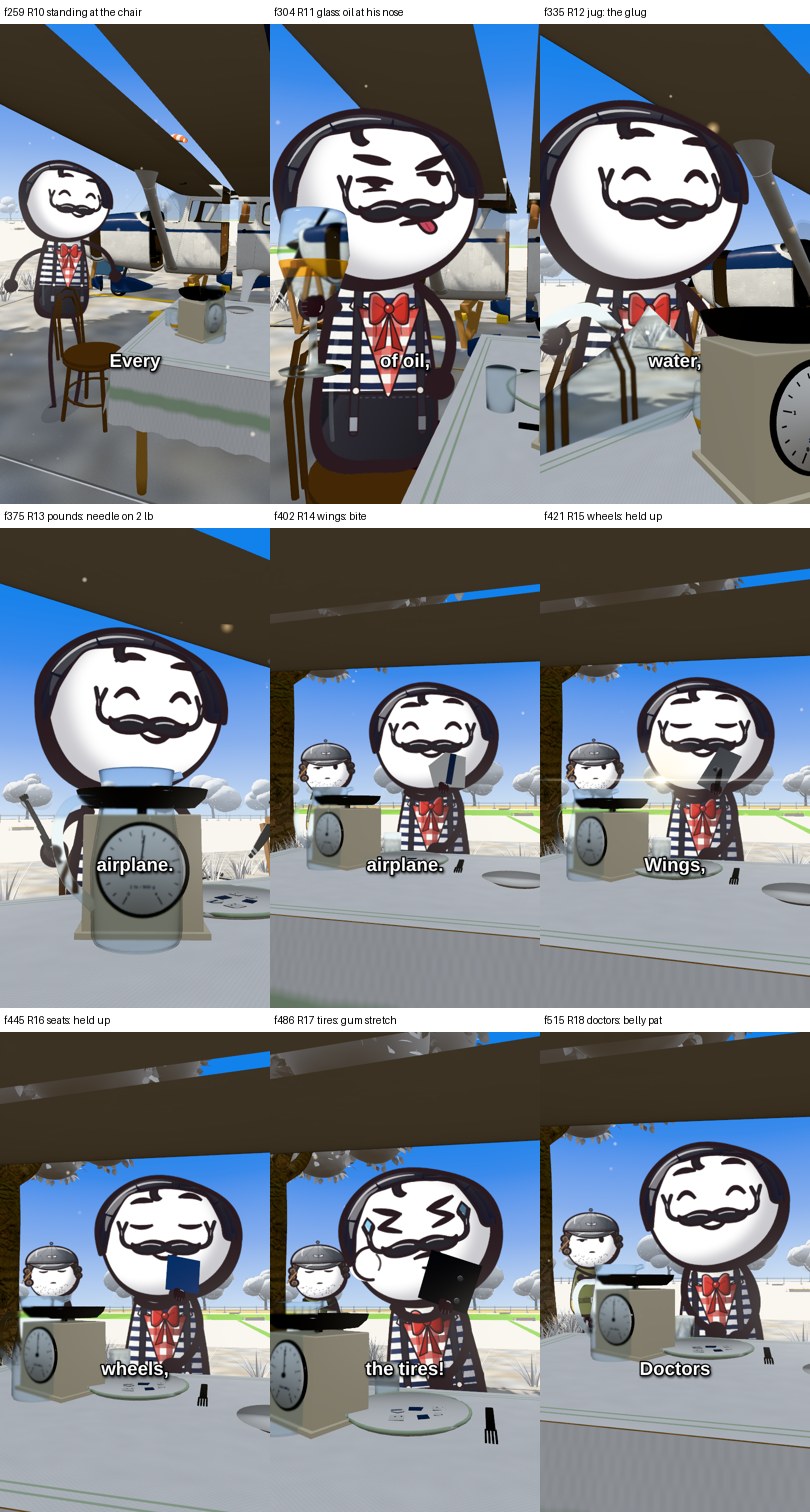 f259 R10 standing at the chair
f304 R11 glass: oil at his nose
f335 R12 jug: the glug
Every
of oil,
water,
f375 R13 pounds: needle on 2 lb
f402 R14 wings: bite
f421 R15 wheels: held up
airplane.
airplane.
Wings,
f445 R16 seats: held up
f486 R17 tires: gum stretch
f515 R18 doctors: belly pat
wheels,
the tires!
Doctors